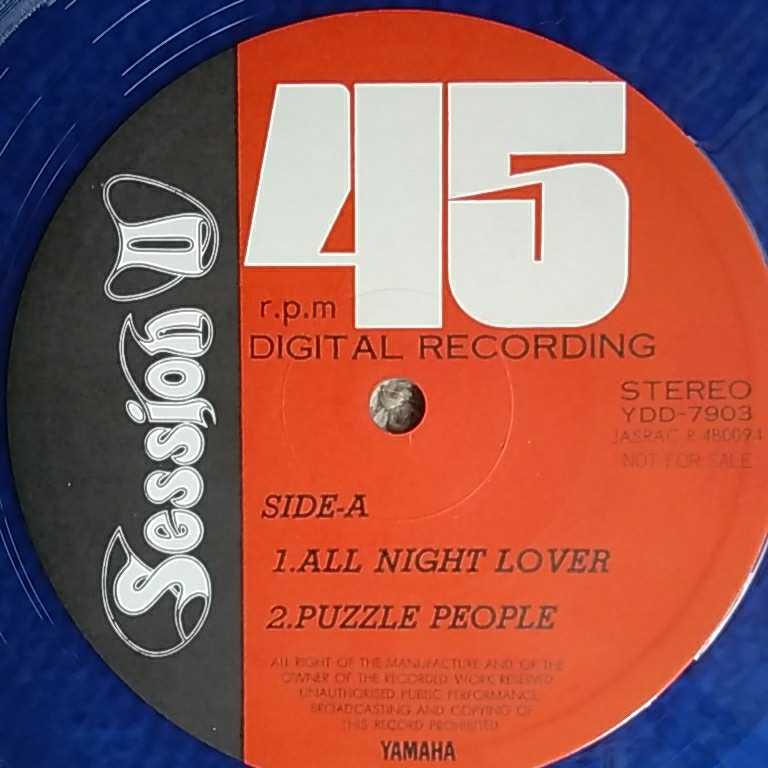 Session II
45
r.p.m
DIGITAL RECORDING
STEREO
YDD-7903
JASRAC R-480094
NOT FOR SALE
SIDE-A
1.ALL NIGHT LOVER
2.PUZZLE PEOPLE
ALL RIGHT OF THE MANUFACTURE AND OF THE
OWNER OF THE RECORDED WORK RESERVED
UNAUTHORISED PUBLIC PERFORMANCE,
BROADCASTING AND COPYING OF
THIS RECORD PROHIBITED
YAMAHA